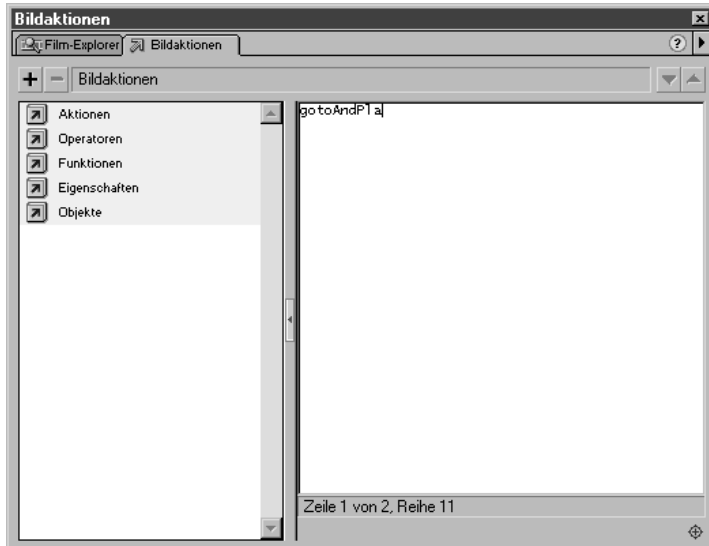 Bildaktionen
Film-Explorer Bildaktionen
Bildaktionen
Aktionen
Operatoren
Funktionen
Eigenschaften
Objekte
gotoAndPla
Zeile 1 von 2, Reihe 11